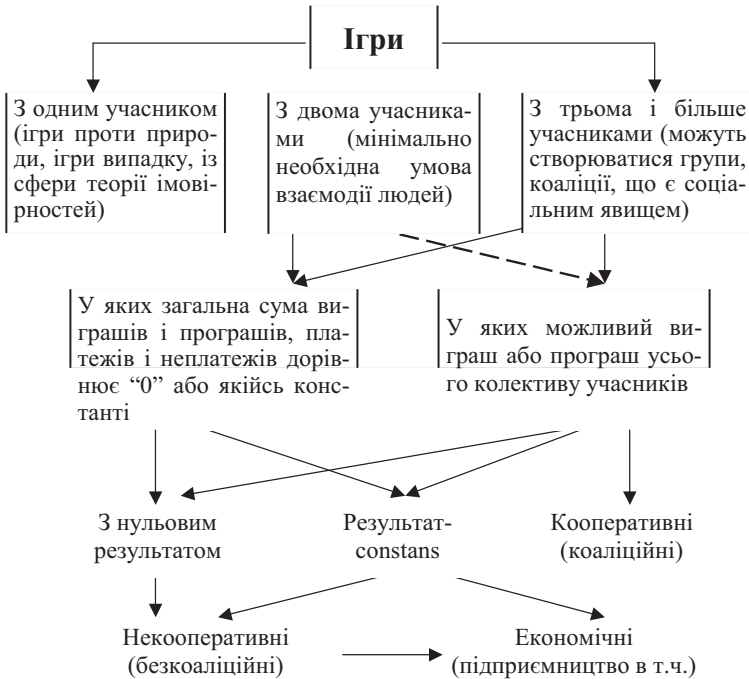 Ігри
З одним учасником
(ігри проти приро-
ди, ігри випадку, із
сфери теорії імові-
рностей)
З двома учасника-
ми (мінімально
необхідна умова
взаємодії людей)
З трьома і більше
учасниками (можуть
створюватися групи,
коаліції, що є соціа-
льним явищем)
У яких загальна сума ви-
грашів і програшів, пла-
тежів і неплатежів дорів-
нює “0” або якійсь конс-
танті
У яких можливий ви-
граш або програш усьо-
го колективу учасників
З нульовим
результатом
Результат-
constans
Кооперативні
(коаліційні)
Некооперативні
(безкоаліційні)
Економічні
(підприємництво в т.ч.)